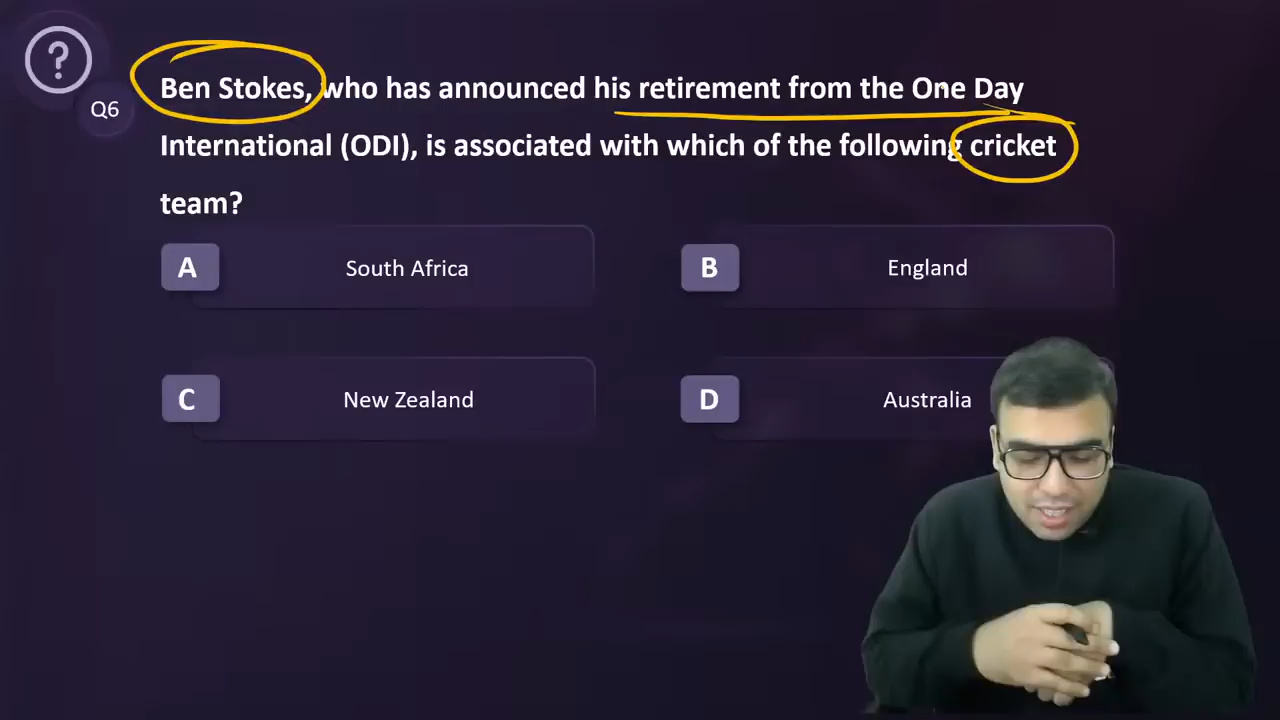 ?
Q6
Ben Stokes, who has announced his retirement from the One Day
International (ODI), is associated with which of the following cricket
team?
A South Africa
B England
C New Zealand
D Australia